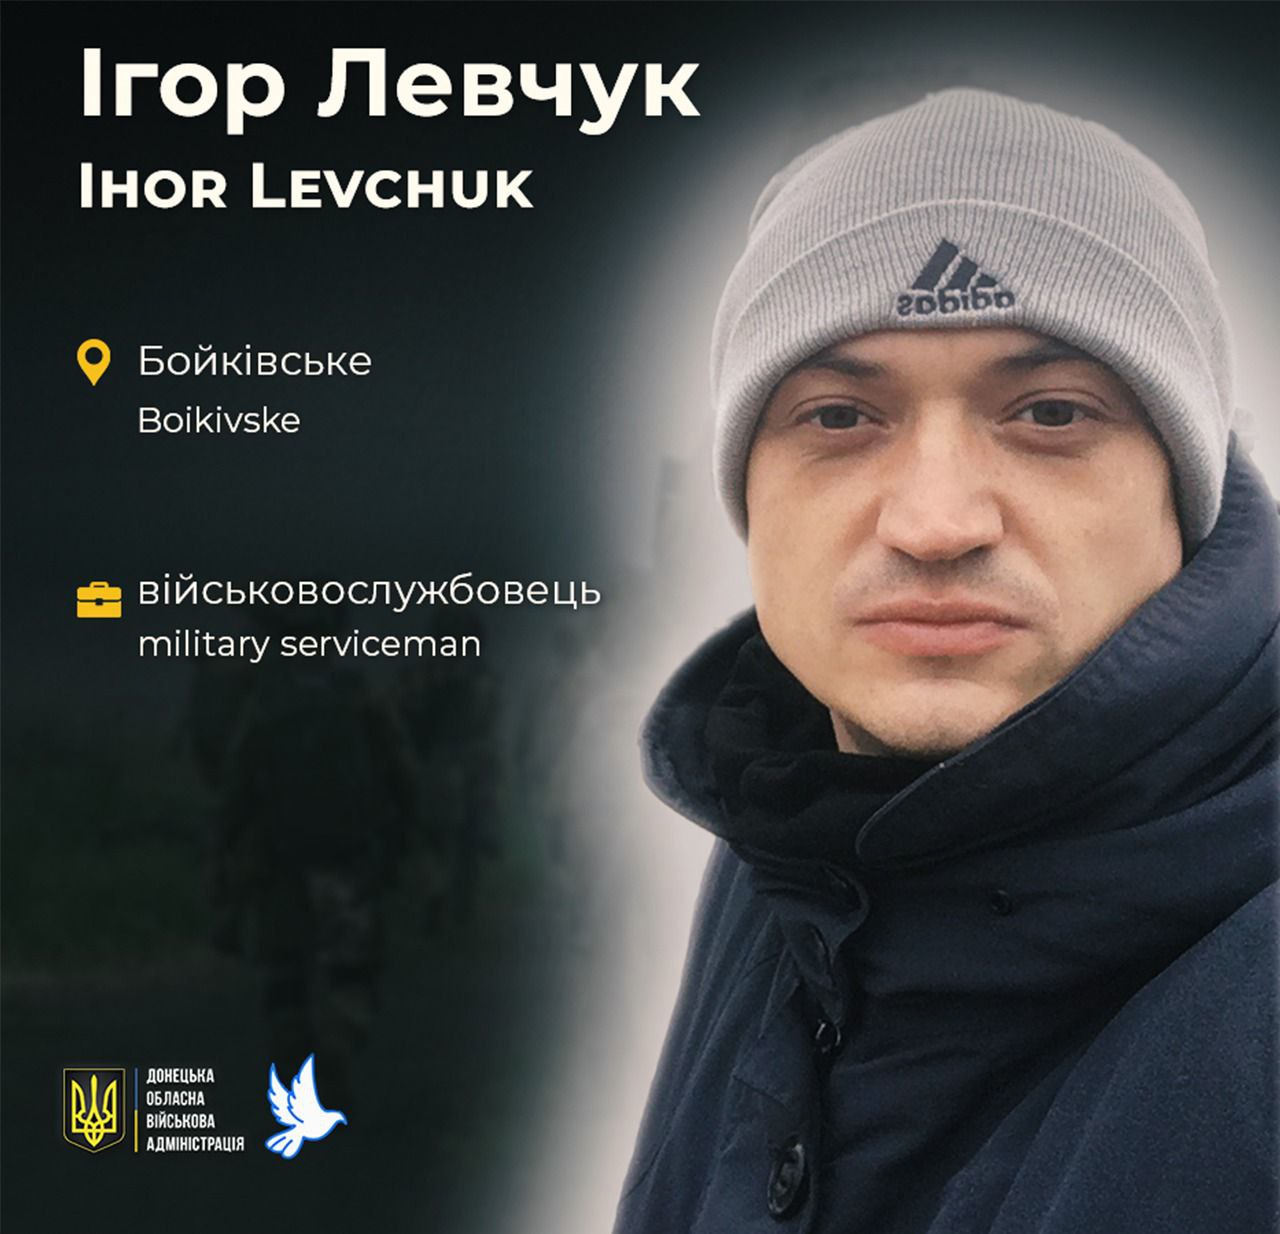 Ігор Левчук
Ihor Levchuk
Бойківське
Boikivske
військовослужбовець
military serviceman
adidas
ДОНЕЦЬКА
ОБЛАСНА
ВІЙСЬКОВА
АДМІНІСТРАЦІЯ